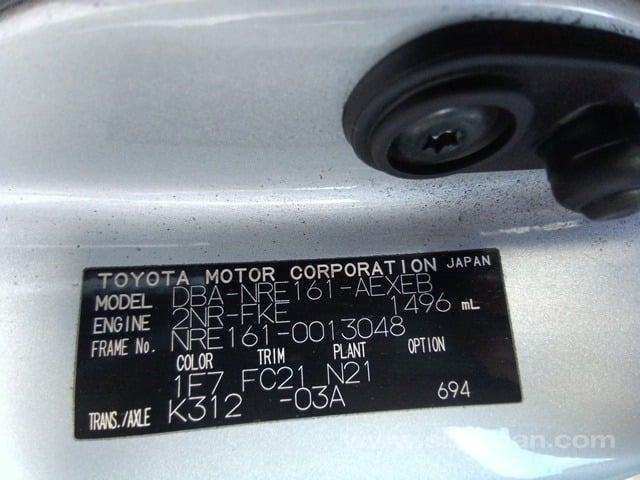 TOYOTA MOTOR CORPORATION JAPAN
MODEL DBA-NRE161-AEXEB
ENGINE 2NR-FKE 1496 mL
FRAME No. NRE161-0013048
COLOR TRIM PLANT OPTION
1F7 FC21 N21
TRANS./AXLE K312 -03A 694